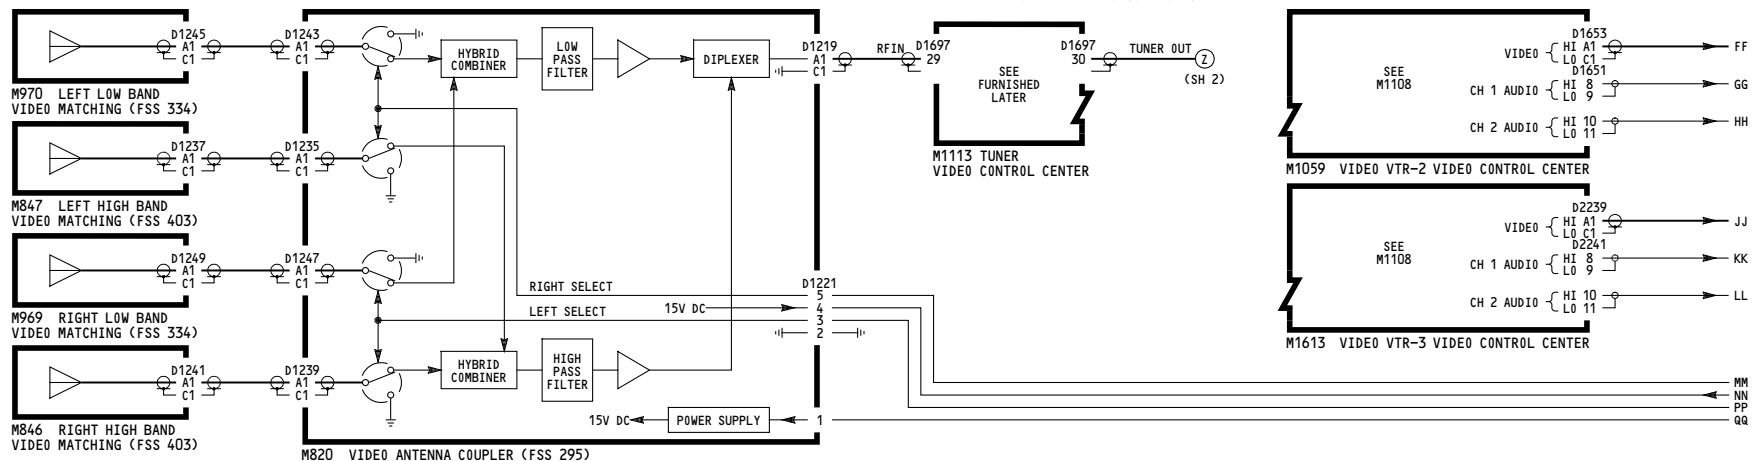 D1245
A1
C1
M970 LEFT LOW BAND
VIDEO MATCHING (FSS 334)
D1237
A1
C1
M847 LEFT HIGH BAND
VIDEO MATCHING (FSS 403)
D1249
A1
C1
M969 RIGHT LOW BAND
VIDEO MATCHING (FSS 334)
D1241
A1
C1
M846 RIGHT HIGH BAND
VIDEO MATCHING (FSS 403)
D1243
A1
C1
D1235
A1
C1
D1247
A1
C1
D1239
A1
C1
HYBRID
COMBINER
LOW
PASS
FILTER
DIPLEXER
RIGHT SELECT
15V DC
LEFT SELECT
HYBRID
COMBINER
HIGH
PASS
FILTER
15V DC
POWER SUPPLY
D1219
A1
C1
D1221
5
4
3
2
1
M820 VIDEO ANTENNA COUPLER (FSS 295)
RFIN
D1697
29
SEE
FURNISHED
LATER
D1697
30
TUNER OUT
Z
(SH 2)
M1113 TUNER
VIDEO CONTROL CENTER
SEE
M1108
D1653
VIDEO HI A1
LO C1
D1651
CH 1 AUDIO HI 8
LO 9
CH 2 AUDIO HI 10
LO 11
FF
GG
HH
M1059 VIDEO VTR-2 VIDEO CONTROL CENTER
SEE
M1108
D2239
VIDEO HI A1
LO C1
D2241
CH 1 AUDIO HI 8
LO 9
CH 2 AUDIO HI 10
LO 11
JJ
KK
LL
M1613 VIDEO VTR-3 VIDEO CONTROL CENTER
MM
NN
PP
QQ